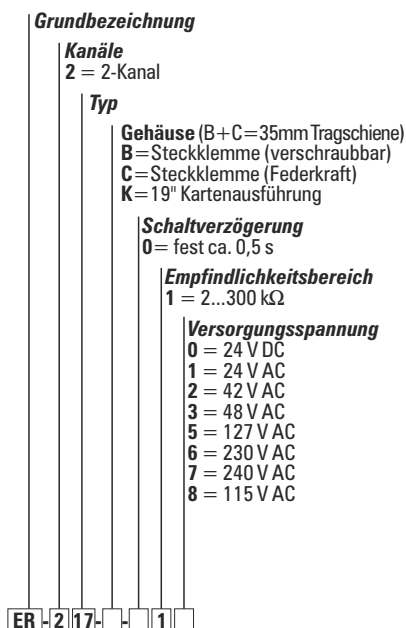 Grundbezeichnung
Kanäle
2 = 2-Kanal
Typ
Gehäuse (B+C=35mm Tragschiene)
B=Steckklemme (verschraubbar)
C=Steckklemme (Federkraft)
K=19" Kartenausführung
Schaltverzögerung
0= fest ca. 0,5 s
Empfindlichkeitsbereich
1 = 2...300 kΩ
Versorgungsspannung
0 = 24 V DC
1 = 24 V AC
2 = 42 V AC
3 = 48 V AC
5 = 127 V AC
6 = 230 V AC
7 = 240 V AC
8 = 115 V AC
ER - 2 17 - - 1